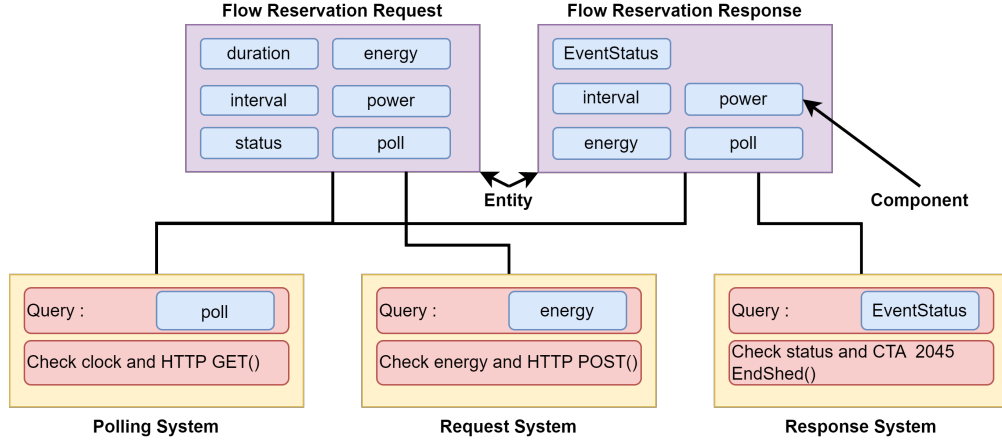 Flow Reservation Request
Flow Reservation Response
duration
energy
interval
power
status
poll
EventStatus
interval
power
energy
poll
Entity
Component
Query :
poll
Check clock and HTTP GET()
Polling System
Query :
energy
Check energy and HTTP POST()
Request System
Query :
EventStatus
Check status and CTA 2045
EndShed()
Response System